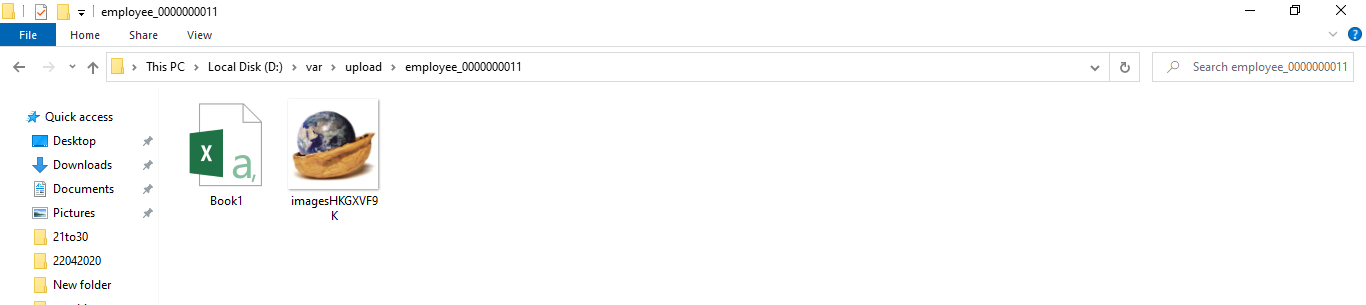 employee_0000000011
File Home Share View
This PC Local Disk (D:) var upload employee_0000000011
Search employee_0000000011
Quick access
Desktop
Downloads
Documents
Pictures
21to30
22042020
New folder
X a,
Book1
imagesHKGXVF9
K